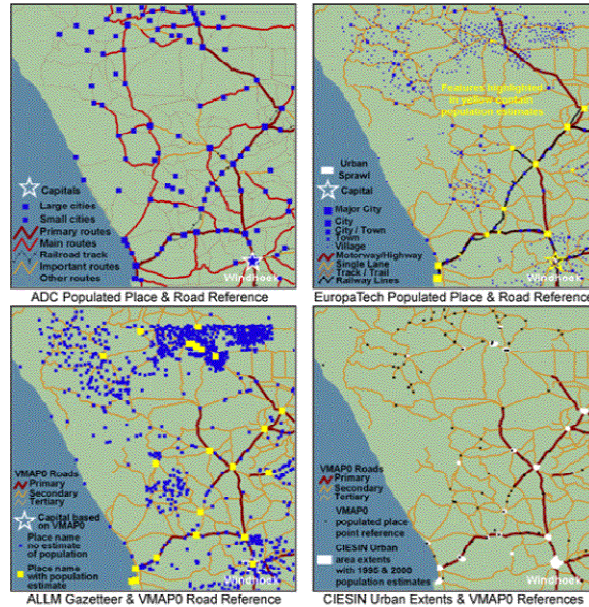 Capitals
Large cities
Small cities
Primary routes
Main routes
Railroad track
Important routes
Other routes
Windhoek
ADC Populated Place & Road Reference
Features highlighted
in yellow contain
population estimates
Urban
Sprawl
Capital
Major City
City
City / Town
Town
Village
Motorway/Highway
Single Lane
Track / Trail
Railway Lines
Windhoek
EuropaTech Populated Place & Road Reference
VMAP0 Roads
Primary
Secondary
Tertiary
Capital based
on VMAP0
Place name
no estimate
of population
Place name
with population
estimate
Windhoek
ALLM Gazetteer & VMAP0 Road Reference
VMAP0 Roads
Primary
Secondary
Tertiary
VMAP0
populated place
point reference
CIESIN Urban
area extents
with 1995 & 2000
population estimates
Windhoek
CIESIN Urban Extents & VMAP0 References